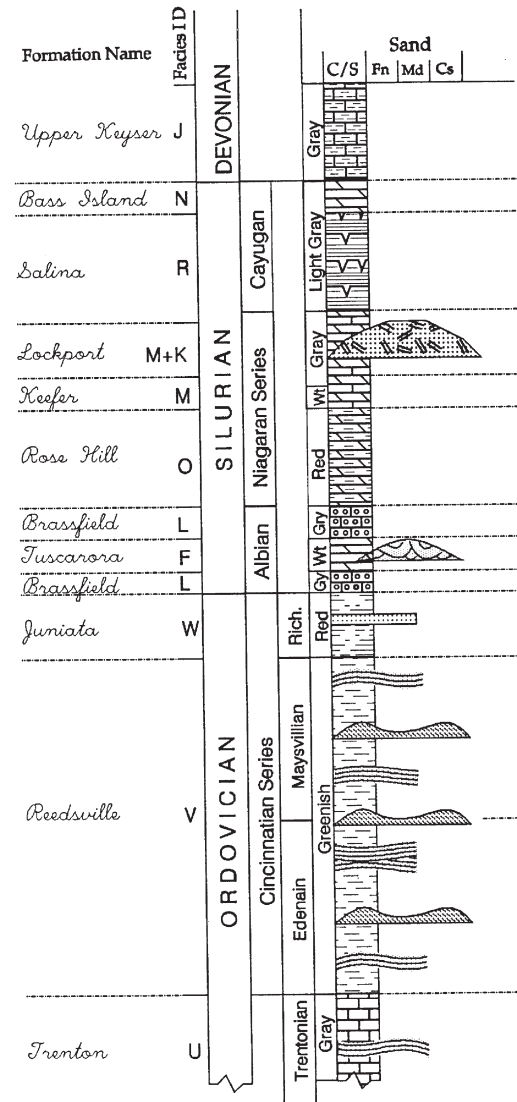 Sand
Formation Name
Facies ID
C/S Fn Md Cs
Upper Keyser J
DEVONIAN
Gray
Bass Island N
Salina R
SILURIAN
Cayugan
Light Gray
Lockport M+K
Niagaran Series
Gray
Keefer M
Wt
Rose Hill O
Red
Brassfield L
Albian
Gry
Tuscarora F
Wt
Brassfield L
Gy
Juniata W
Rich.
Red
Reedsville V
ORDOVICIAN
Cincinnatian Series
Maysvillian
Greenish
Edenain
Trenton U
Trentonian
Gray